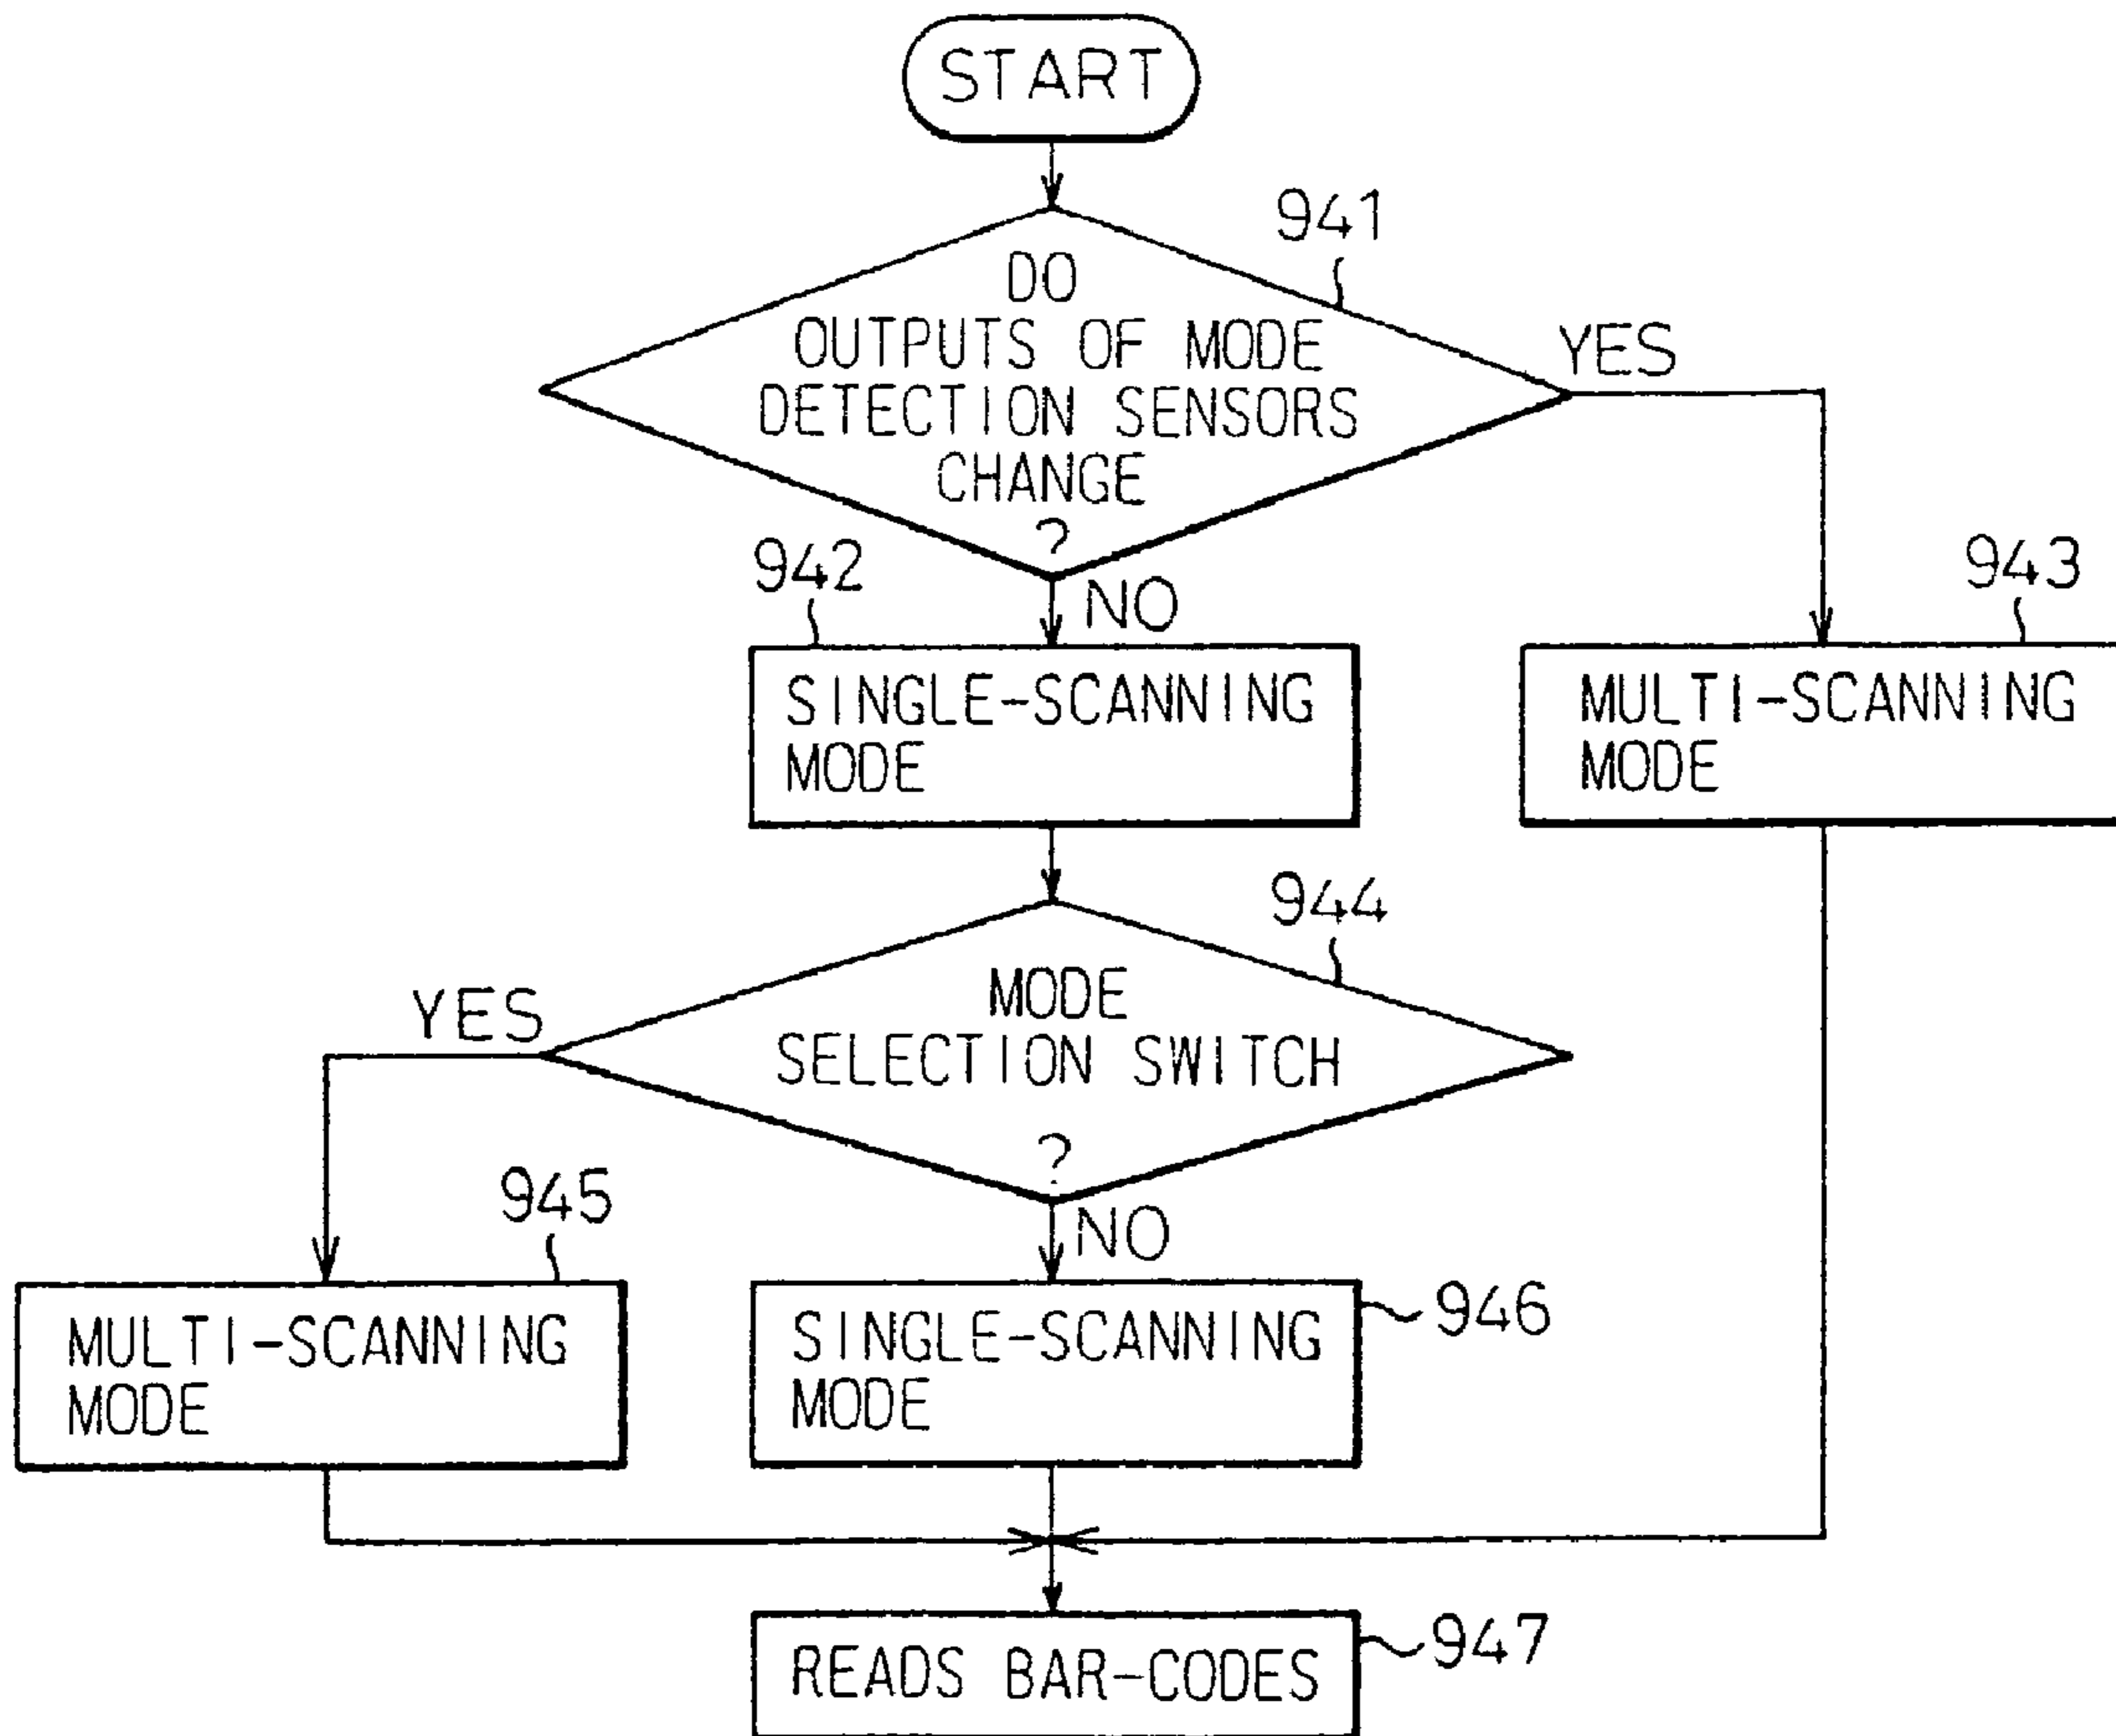 START
941
DO
OUTPUTS OF MODE
DETECTION SENSORS
CHANGE
?
YES
NO
942
SINGLE-SCANNING
MODE
943
MULTI-SCANNING
MODE
944
MODE
SELECTION SWITCH
?
YES
NO
945
MULTI-SCANNING
MODE
SINGLE-SCANNING
MODE
946
READS BAR-CODES
947